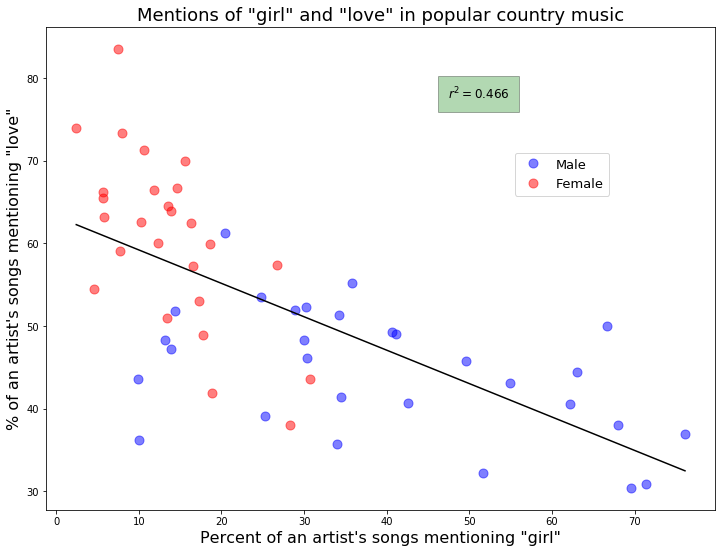 Mentions of "girl" and "love" in popular country music
r² = 0.466
Male
Female
% of an artist's songs mentioning "love"
80
70
60
50
40
30
0 10 20 30 40 50 60 70
Percent of an artist's songs mentioning "girl"